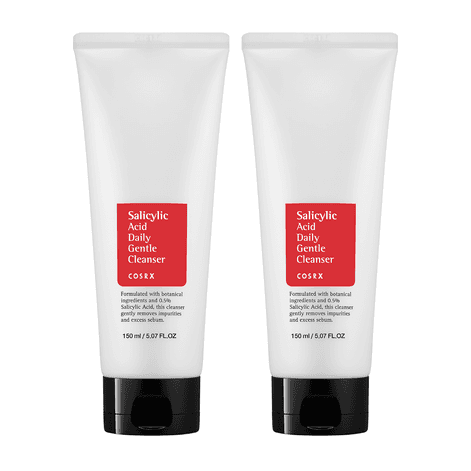 Salicylic
Acid
Daily
Gentle
Cleanser
COSRX
Formulated with botanical
ingredients and 0.5%
Salicylic Acid, this cleanser
gently removes impurities
and excess sebum.
150 ml / 5.07 FL.OZ
Salicylic
Acid
Daily
Gentle
Cleanser
COSRX
Formulated with botanical
ingredients and 0.5%
Salicylic Acid, this cleanser
gently removes impurities
and excess sebum.
150 ml / 5.07 FL.OZ